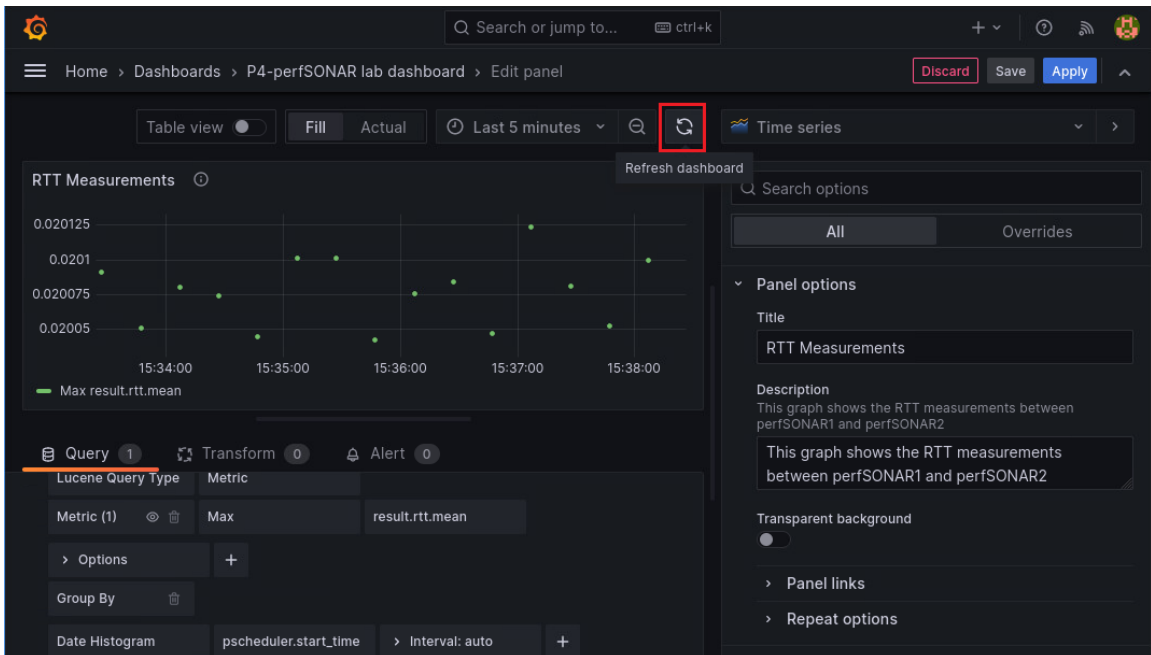 Search or jump to... ctrl+k
Home › Dashboards › P4-perfSONAR lab dashboard › Edit panel
Discard Save Apply
Table view Fill Actual Last 5 minutes Time series
Refresh dashboard
RTT Measurements
0.020125
0.0201
0.020075
0.02005
15:34:00 15:35:00 15:36:00 15:37:00 15:38:00
Max result.rtt.mean
Query 1 Transform 0 Alert 0
Lucene Query Type Metric
Metric (1) Max result.rtt.mean
› Options +
Group By
Date Histogram pscheduler.start_time › Interval: auto +
Search options
All Overrides
Panel options
Title
RTT Measurements
Description
This graph shows the RTT measurements between
perfSONAR1 and perfSONAR2
This graph shows the RTT measurements
between perfSONAR1 and perfSONAR2
Transparent background
› Panel links
› Repeat options